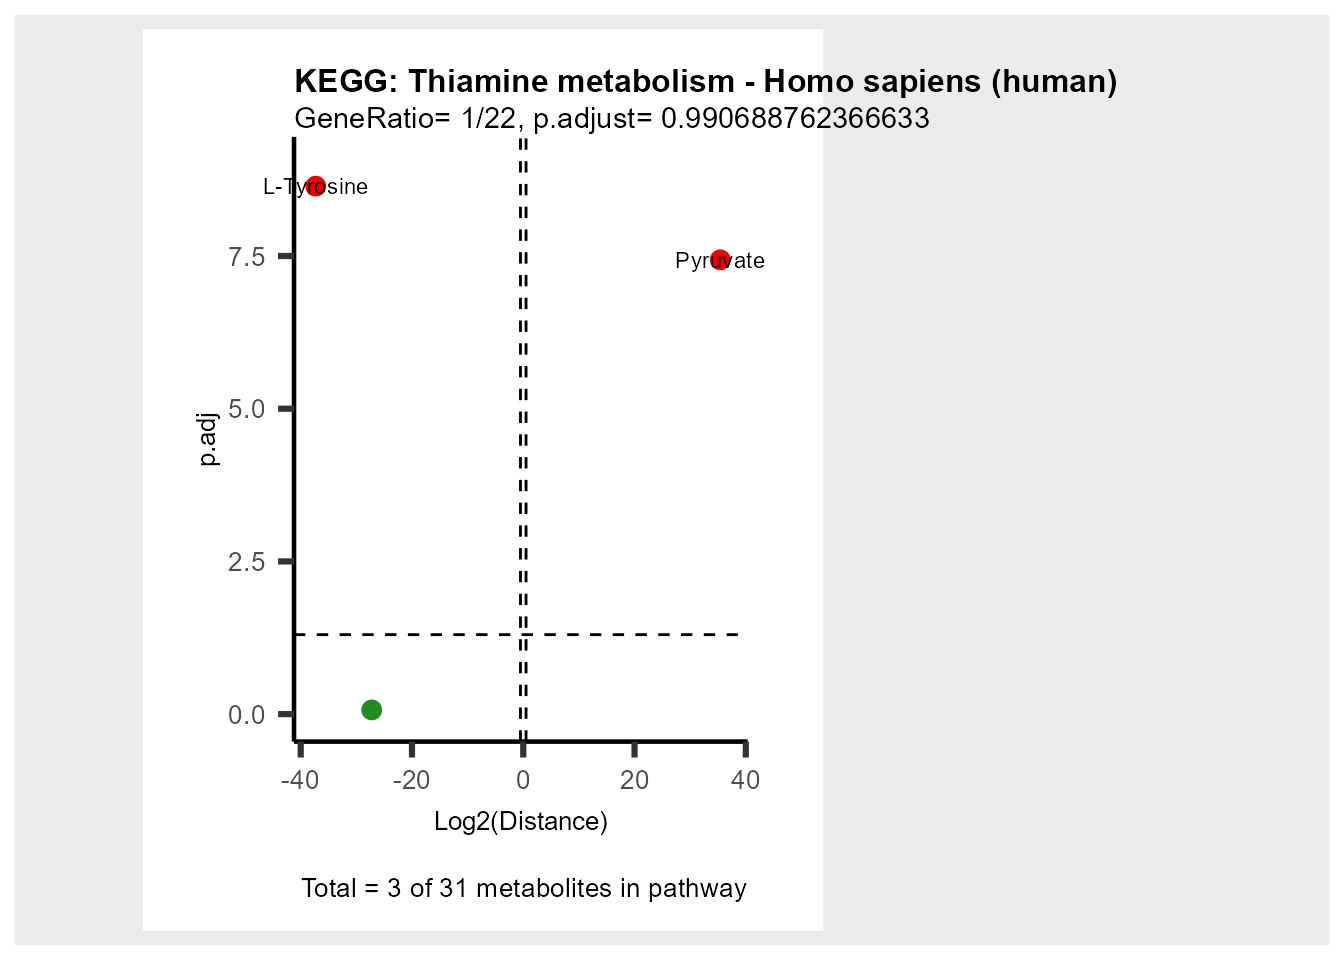 KEGG: Thiamine metabolism - Homo sapiens (human)
GeneRatio= 1/22, p.adjust= 0.990688762366633
L-Tyrosine
Pyruvate
7.5
5.0
2.5
0.0
p.adj
-40 -20 0 20 40
Log2(Distance)
Total = 3 of 31 metabolites in pathway